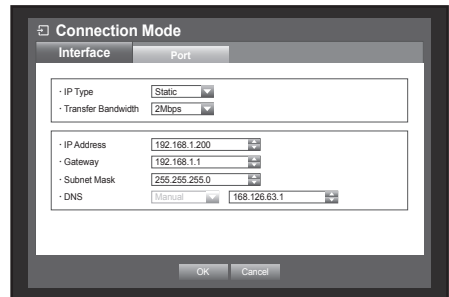 Connection Mode
Interface Port
· IP Type Static
· Transfer Bandwidth 2Mbps
· IP Address 192.168.1.200
· Gateway 192.168.1.1
· Subnet Mask 255.255.255.0
· DNS Manual 168.126.63.1
OK Cancel